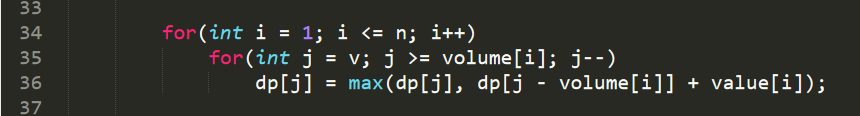 33
34 for(int i = 1; i <= n; i++)
35 for(int j = v; j >= volume[i]; j--)
36 dp[j] = max(dp[j], dp[j - volume[i]] + value[i]);
37